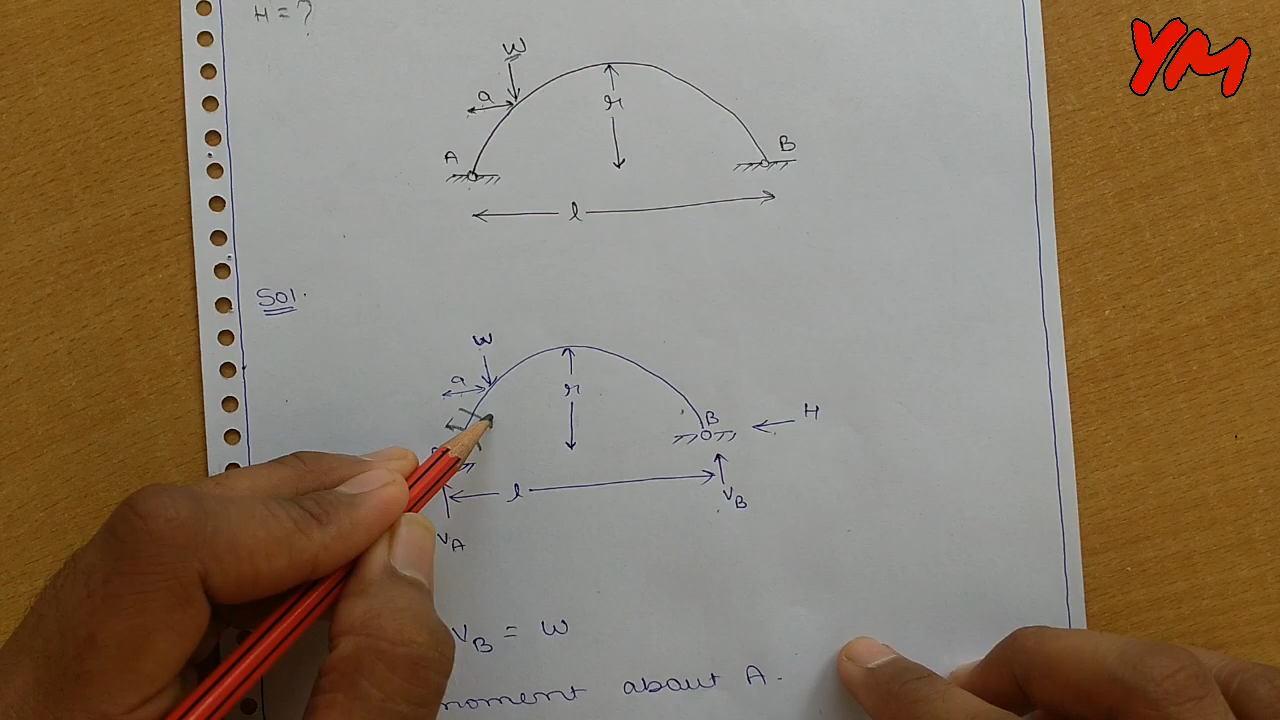 H = ?
YM
W
a
r
A
B
l
Sol.
W
a
r
B
H
l
VB
VA
VB = W
moment about A.